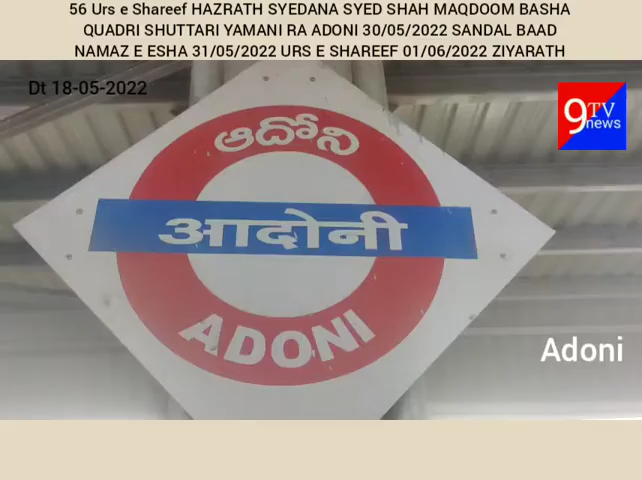 56 Urs e Shareef HAZRATH SYEDANA SYED SHAH MAQDOOM BASHA
QUADRI SHUTTARI YAMANI RA ADONI 30/05/2022 SANDAL BAAD
NAMAZ E ESHA 31/05/2022 URS E SHAREEF 01/06/2022 ZIYARATH
Dt 18-05-2022
9 TV
news
ఆదోని
आदोनी
ADONI
Adoni